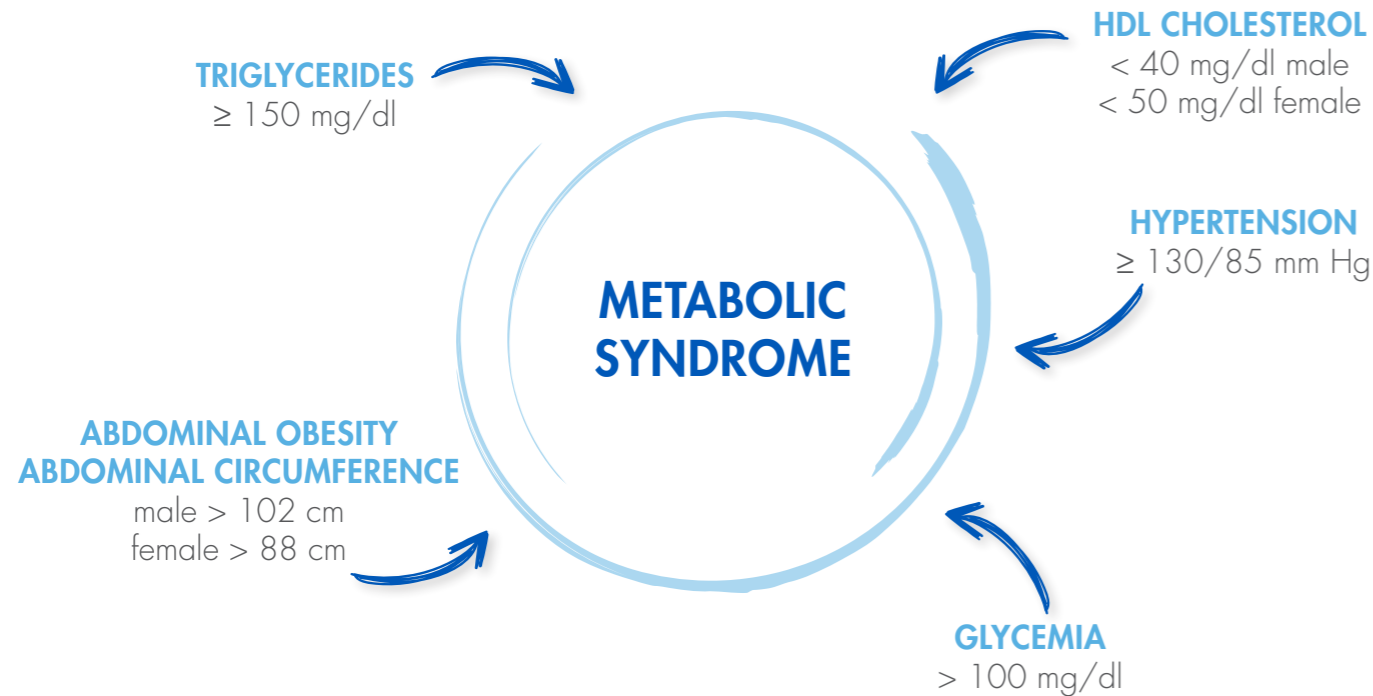 TRIGLYCERIDES
≥ 150 mg/dl
HDL CHOLESTEROL
< 40 mg/dl male
< 50 mg/dl female
HYPERTENSION
≥ 130/85 mm Hg
METABOLIC
SYNDROME
ABDOMINAL OBESITY
ABDOMINAL CIRCUMFERENCE
male > 102 cm
female > 88 cm
GLYCEMIA
> 100 mg/dl